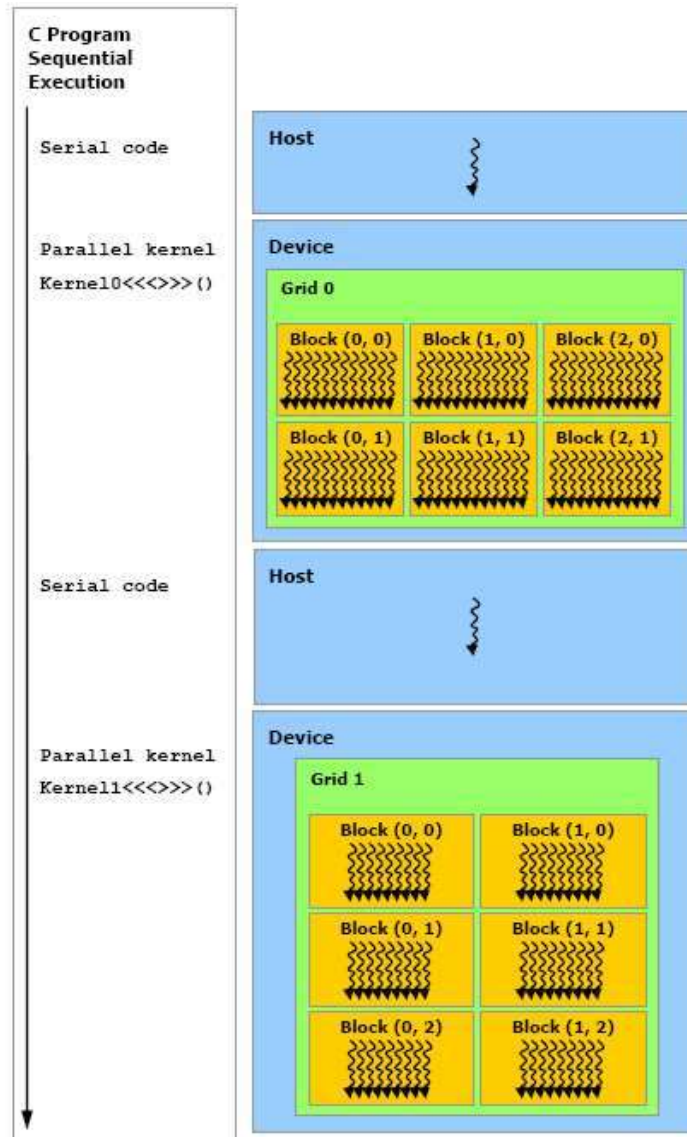 C Program
Sequential
Execution
Serial code
Host
Parallel kernel
Kernel0<<<>>>()
Device
Grid 0
Block (0, 0)
Block (1, 0)
Block (2, 0)
Block (0, 1)
Block (1, 1)
Block (2, 1)
Serial code
Host
Parallel kernel
Kernel1<<<>>>()
Device
Grid 1
Block (0, 0)
Block (1, 0)
Block (0, 1)
Block (1, 1)
Block (0, 2)
Block (1, 2)